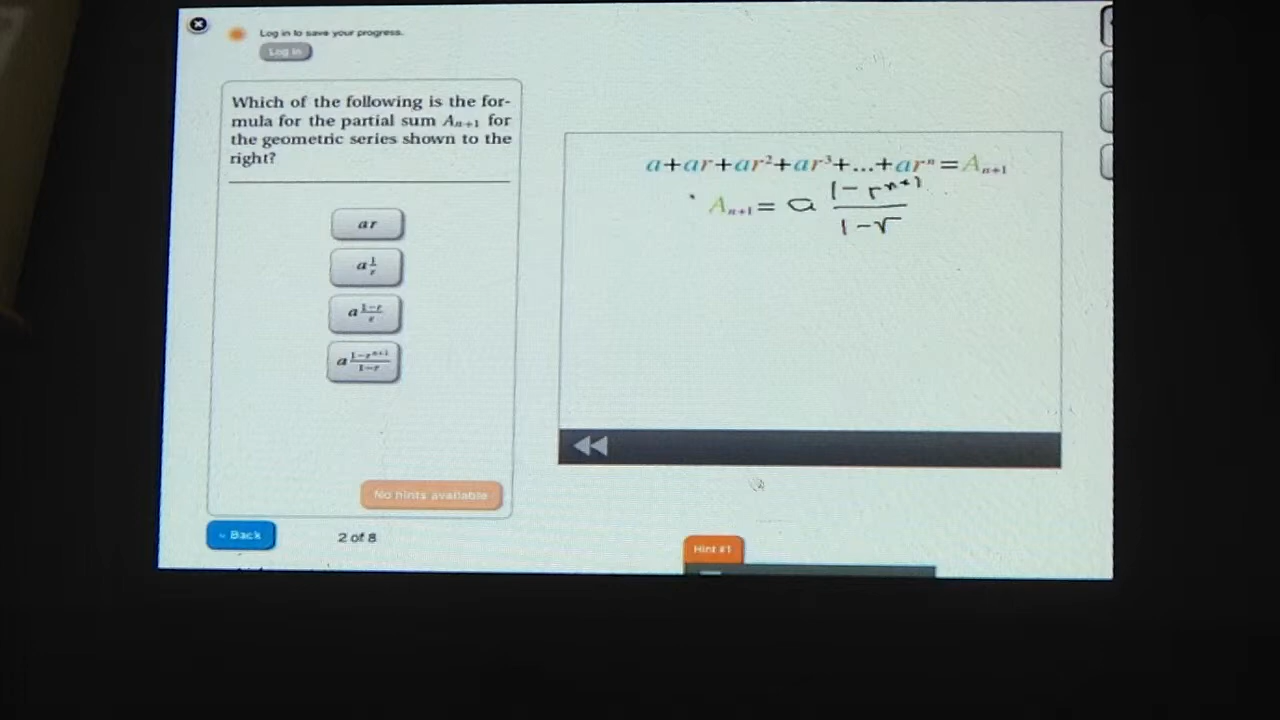 Log in to save your progress.
Log in
Which of the following is the for-
mula for the partial sum Aₙ₊₁ for
the geometric series shown to the
right?
ar
a 1/r
a (1-r)/r
a (1-rⁿ⁺¹)/(1-r)
No hints available
Back
2 of 8
a+ar+ar²+ar³+...+arⁿ=Aₙ₊₁
Aₙ₊₁= a (1-rⁿ⁺¹)/(1-r)
Hint #1